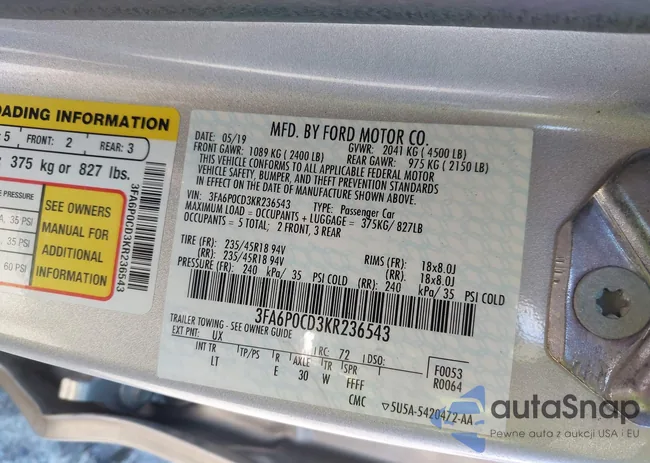 OADING INFORMATION
5 FRONT: 2 REAR: 3
375 kg or 827 lbs.
PRESSURE
A, 35 PSI
, 35 PSI
60 PSI
SEE OWNERS
MANUAL FOR
ADDITIONAL
INFORMATION
3FA6P0CD3KR236543
MFD. BY FORD MOTOR CO.
DATE: 05/19 GVWR: 2041 KG ( 4500 LB)
FRONT GAWR: 1089 KG ( 2400 LB) REAR GAWR: 975 KG ( 2150 LB)
THIS VEHICLE CONFORMS TO ALL APPLICABLE FEDERAL MOTOR
VEHICLE SAFETY, BUMPER, AND THEFT PREVENTION STANDARDS
IN EFFECT ON THE DATE OF MANUFACTURE SHOWN ABOVE.
VIN: 3FA6P0CD3KR236543 TYPE: Passenger Car
MAXIMUM LOAD = OCCUPANTS + LUGGAGE = 375KG/827LB
OCCUPANTS = 5 TOTAL: 2 FRONT, 3 REAR
TIRE (FR): 235/45R18 94V RIMS (FR): 18x8.0J
(RR): 235/45R18 94V (RR): 18x8.0J
PRESSURE (FR): 240 kPa/ 35 PSI COLD (RR): 240 kPa/ 35 PSI COLD
3FA6P0CD3KR236543
TRAILER TOWING - SEE OWNER GUIDE
EXT PNT: UX RC: 72 DSO: F0053
R0064
INT TR TP/PS R AXLE TR SPR
LT E 30 W FFFF
CMC ▽5U5A-5420472-AA
autaSnap
Pewne auta z aukcji USA i EU